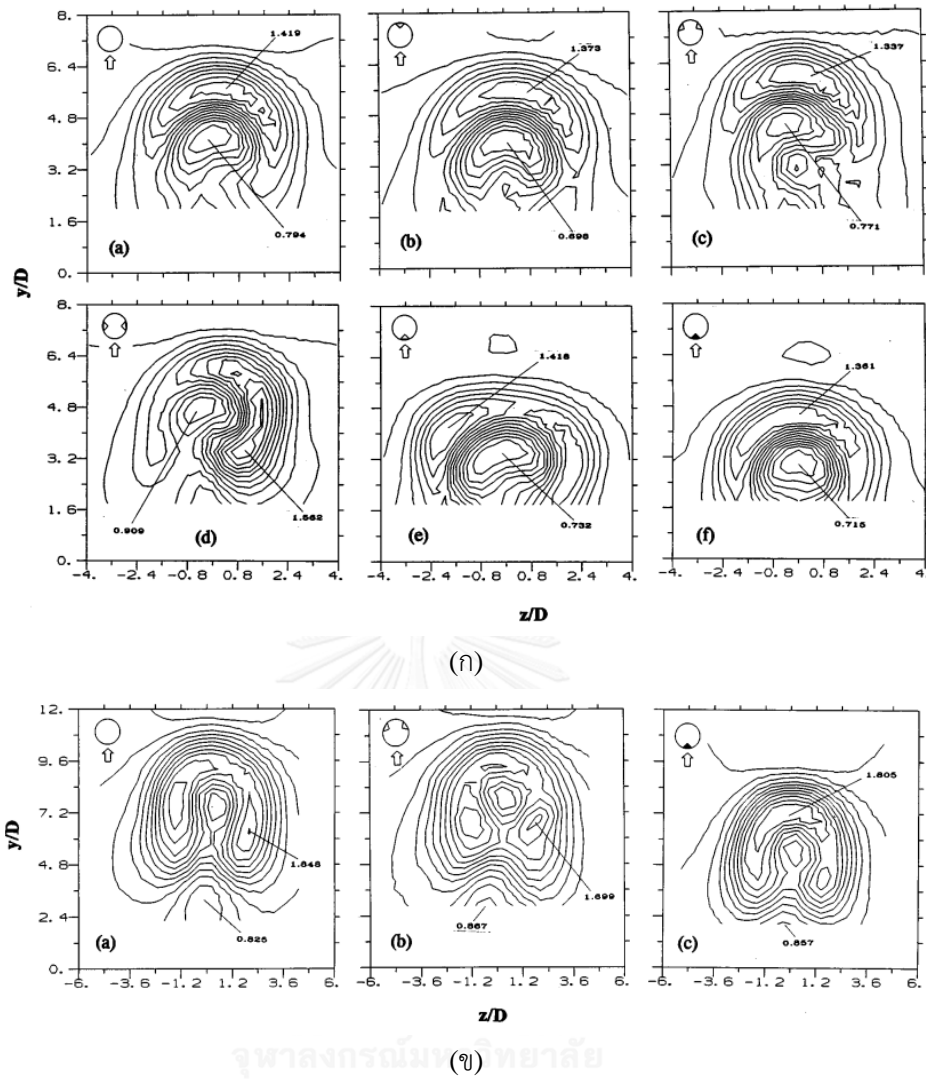 8.
6.4
4.8
3.2
1.6
0.
y/D
1.419
0.794
(a)
1.373
0.698
(b)
1.337
0.771
(c)
8.
6.4
4.8
3.2
1.6
0.
0.909
1.562
(d)
1.418
0.732
(e)
1.361
0.715
(f)
-4. -2.4 -0.8 0.8 2.4 4.
-4. -2.4 -0.8 0.8 2.4 4.
-4. -2.4 -0.8 0.8 2.4 4.
z/D
(ก)
12.
9.6
7.2
4.8
2.4
0.
y/D
1.848
0.825
(a)
1.699
0.867
(b)
1.805
0.857
(c)
-6. -3.6 -1.2 1.2 3.6 6.
-6. -3.6 -1.2 1.2 3.6 6.
-6. -3.6 -1.2 1.2 3.6 6.
z/D
(ข)
จุฬาลงกรณ์มหาวิทยาลัย